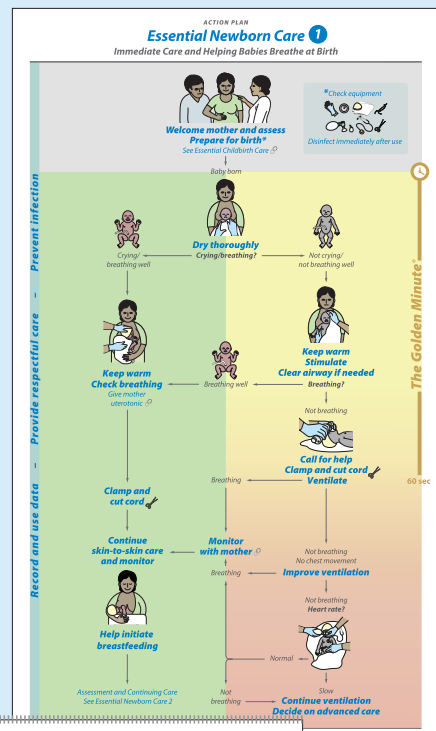 ACTION PLAN
Essential Newborn Care 1
Immediate Care and Helping Babies Breathe at Birth
*Check equipment
Disinfect immediately after use
Welcome mother and assess
Prepare for birth*
See Essential Childbirth Care
Baby born
Dry thoroughly
Crying/breathing?
Crying/
breathing well
Not crying/
not breathing well
Keep warm
Check breathing
Give mother
uterotonic
Breathing well
Keep warm
Stimulate
Clear airway if needed
Breathing?
Not breathing
Call for help
Clamp and cut cord
Ventilate
Breathing
60 sec
Clamp and
cut cord
Continue
skin-to-skin care
and monitor
Monitor
with mother
Not breathing
No chest movement
Breathing
Improve ventilation
Not breathing
Heart rate?
Help initiate
breastfeeding
Normal
Assessment and Continuing Care
See Essential Newborn Care 2
Not
breathing
Slow
Continue ventilation
Decide on advanced care
Prevent infection
–
Provide respectful care
–
Record and use data
The Golden Minute®